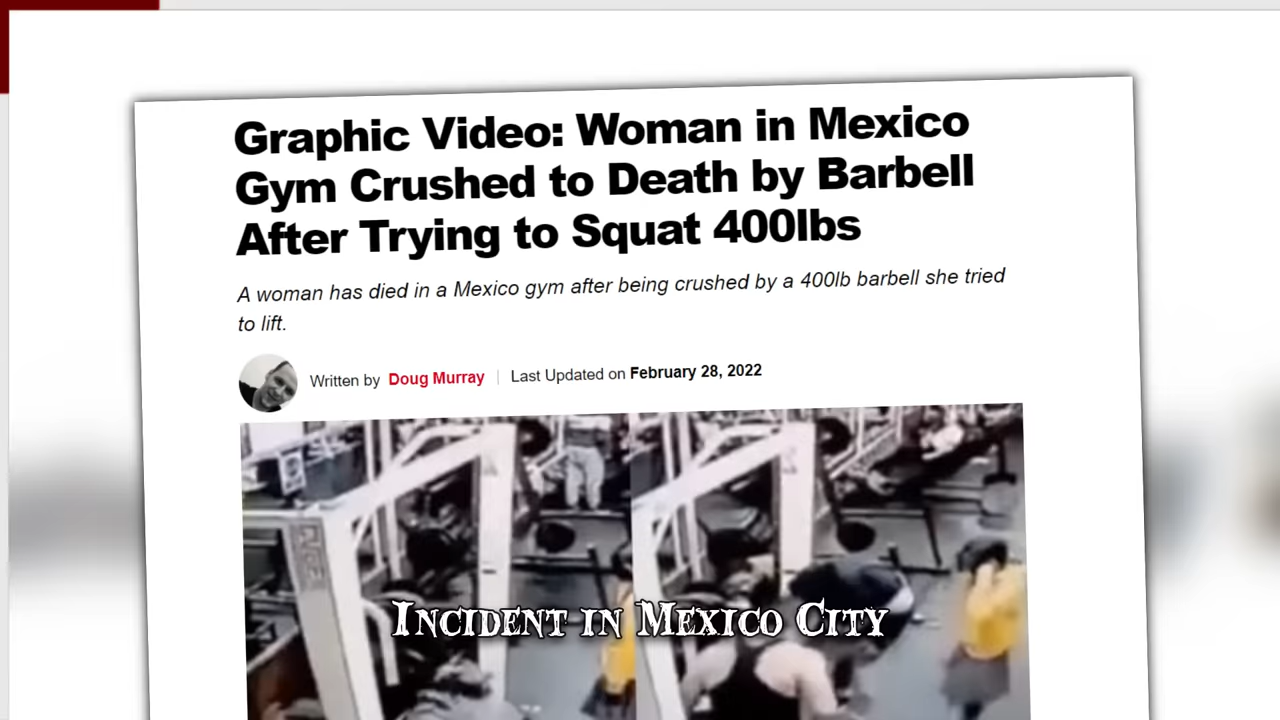 Graphic Video: Woman in Mexico
Gym Crushed to Death by Barbell
After Trying to Squat 400lbs
A woman has died in a Mexico gym after being crushed by a 400lb barbell she tried
to lift.
Written by Doug Murray | Last Updated on February 28, 2022
Incident in Mexico City